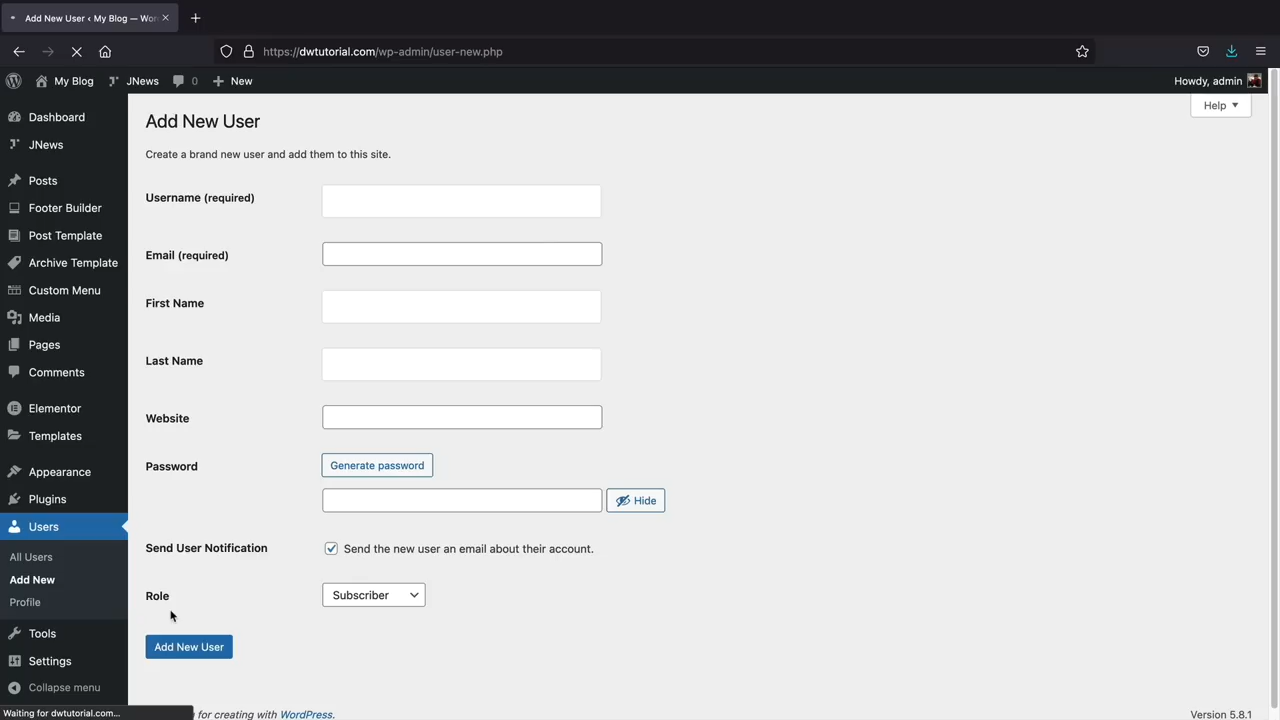 Add New User ‹ My Blog — Wor
https://dwtutorial.com/wp-admin/user-new.php
My Blog
JNews
0
New
Howdy, admin
Dashboard
JNews
Posts
Footer Builder
Post Template
Archive Template
Custom Menu
Media
Pages
Comments
Elementor
Templates
Appearance
Plugins
Users
All Users
Add New
Profile
Tools
Settings
Collapse menu
Help
Add New User
Create a brand new user and add them to this site.
Username (required)
Email (required)
First Name
Last Name
Website
Password
Generate password
Hide
Send User Notification
Send the new user an email about their account.
Role
Subscriber
Add New User
for creating with WordPress.
Version 5.8.1
Waiting for dwtutorial.com...